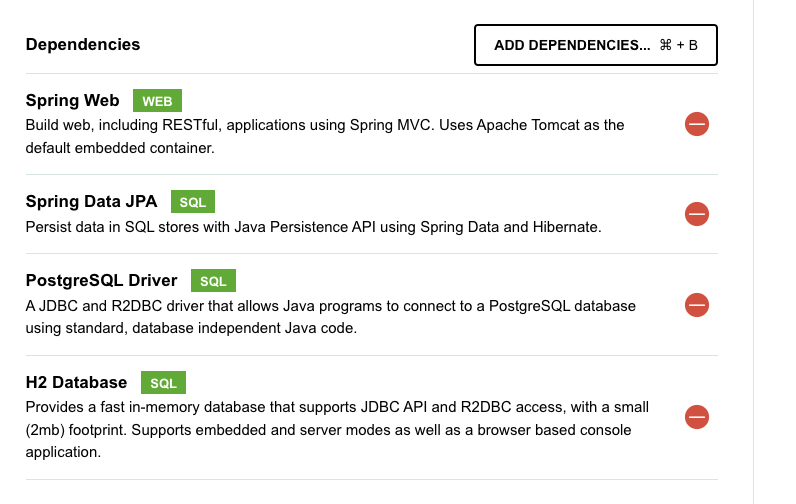 Dependencies
ADD DEPENDENCIES... ⌘ + B
Spring Web WEB
Build web, including RESTful, applications using Spring MVC. Uses Apache Tomcat as the
default embedded container.
Spring Data JPA SQL
Persist data in SQL stores with Java Persistence API using Spring Data and Hibernate.
PostgreSQL Driver SQL
A JDBC and R2DBC driver that allows Java programs to connect to a PostgreSQL database
using standard, database independent Java code.
H2 Database SQL
Provides a fast in-memory database that supports JDBC API and R2DBC access, with a small
(2mb) footprint. Supports embedded and server modes as well as a browser based console
application.